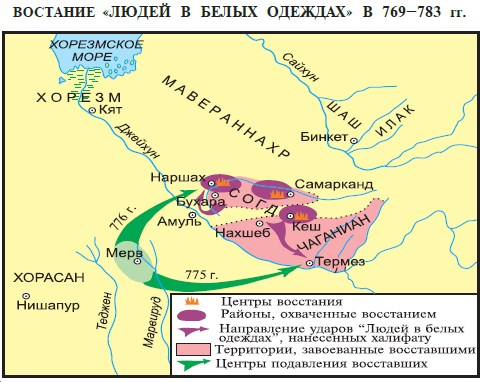 ВОСТАНИЕ «ЛЮДЕЙ В БЕЛЫХ ОДЕЖДАХ» В 769−783 гг.
ХОРЕЗМСКОЕ
МОРЕ
ХОРЕЗМ
Кят
Джейхун
МАВЕРАННАХР
Сайхун
ШАШ
ИЛАК
Бинкет
Наршах
Бухара
СОГД
Самарканд
Амуль
Нахшеб
Кеш
ЧАГАНИАН
Термез
776 г.
Мерв
775 г.
ХОРАСАН
Нишапур
Теджен
Марвируд
Центры восстания
Районы, охваченные восстанием
Направление ударов "Людей в белых
одеждах", нанесенных халифату
Территории, завоеванные восставшими
Центры подавления восставших